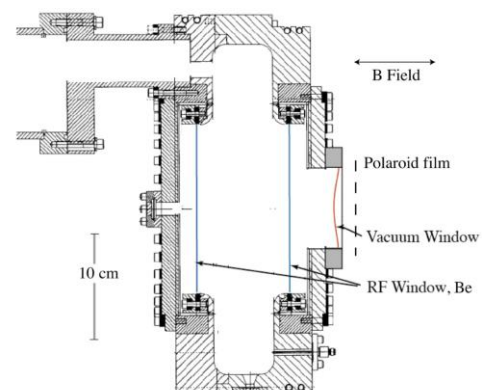 B Field
Polaroid film
Vacuum Window
10 cm
RF Window, Be